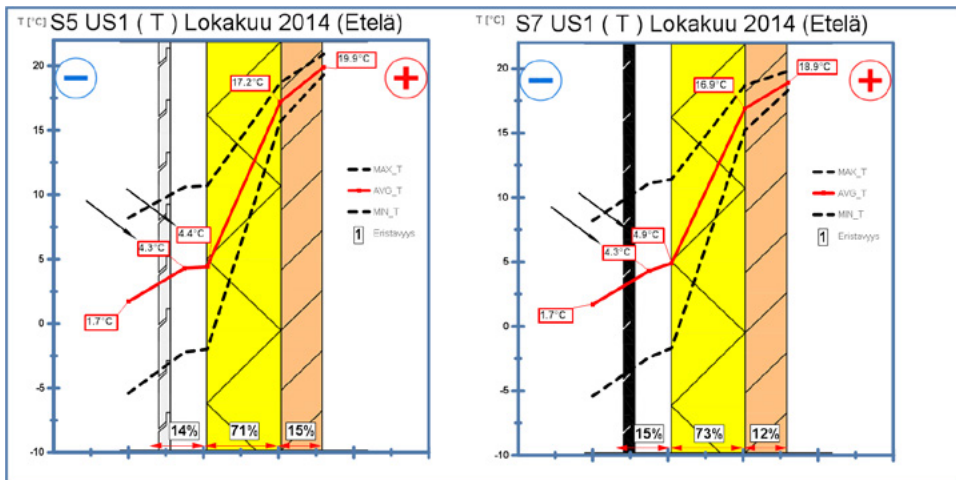 T [°C] S5 US1 ( T ) Lokakuu 2014 (Etelä)
20
15
10
5
0
-5
-10
17.2°C
19.9°C
MAX_T
AVG_T
MIN_T
1 Eristävyys
4.3°C
4.4°C
1.7°C
14% 71% 15%
T [°C] S7 US1 ( T ) Lokakuu 2014 (Etelä)
20
15
10
5
0
-5
-10
16.9°C
18.9°C
MAX_T
AVG_T
MIN_T
1 Eristävyys
4.9°C
4.3°C
1.7°C
15% 73% 12%